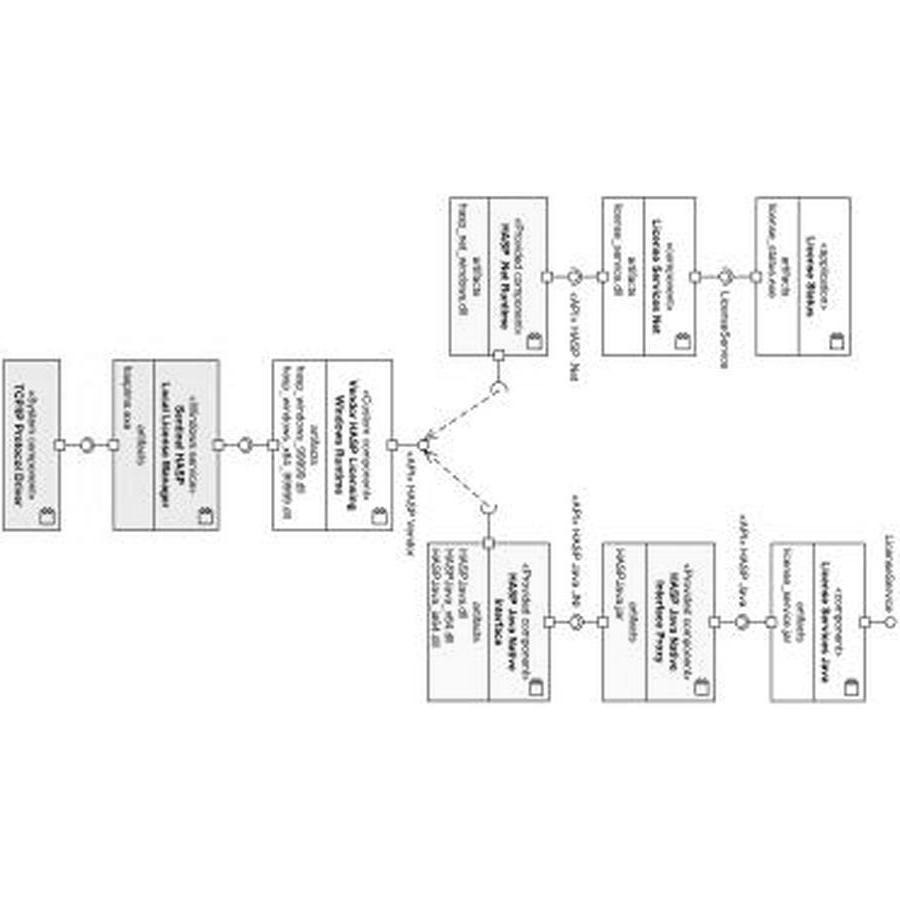 «application»
License Status
artifacts
license_status.exe
LicenseService
«component»
License Services Net
artifacts
license_service.dll
«API» HASP .Net
«Provided component»
HASP .Net Runtime
artifacts
hasp_net_windows.dll
LicenseService
«component»
License Services Java
artifacts
license_service.jar
«API» HASP Java
«Provided component»
HASP Java Native
Interface Proxy
artifacts
HASPJava.jar
«API» HASP Java JNI
«Provided component»
HASP Java Native
Interface
artifacts
HASPJava.dll
HASPJava_x64.dll
HASPJava_ia64.dll
«API» HASP Vendor
«Custom component»
Vendor HASP Licensing
Windows Runtime
artifacts
hasp_windows_99999.dll
hasp_windows_x64_99999.dll
«Windows service»
Sentinel HASP
Local License Manager
artifacts
hasplms.exe
«System component»
TCP/IP Protocol Driver